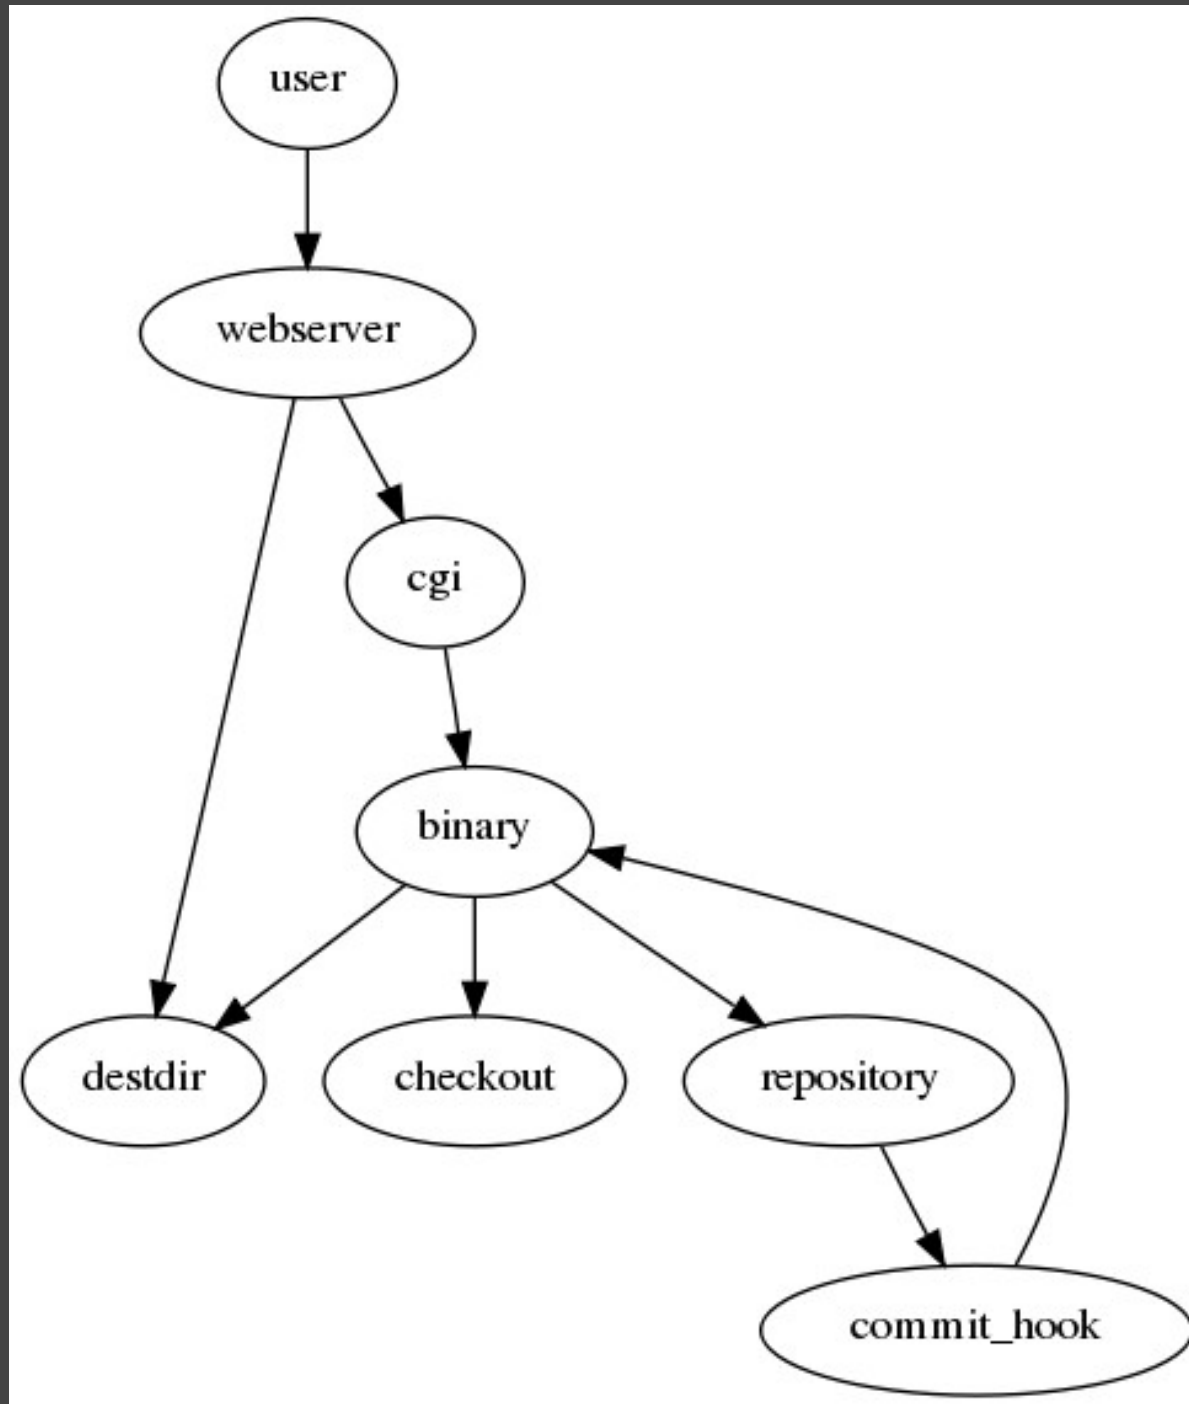 user
webserver
cgi
binary
destdir
checkout
repository
commit_hook